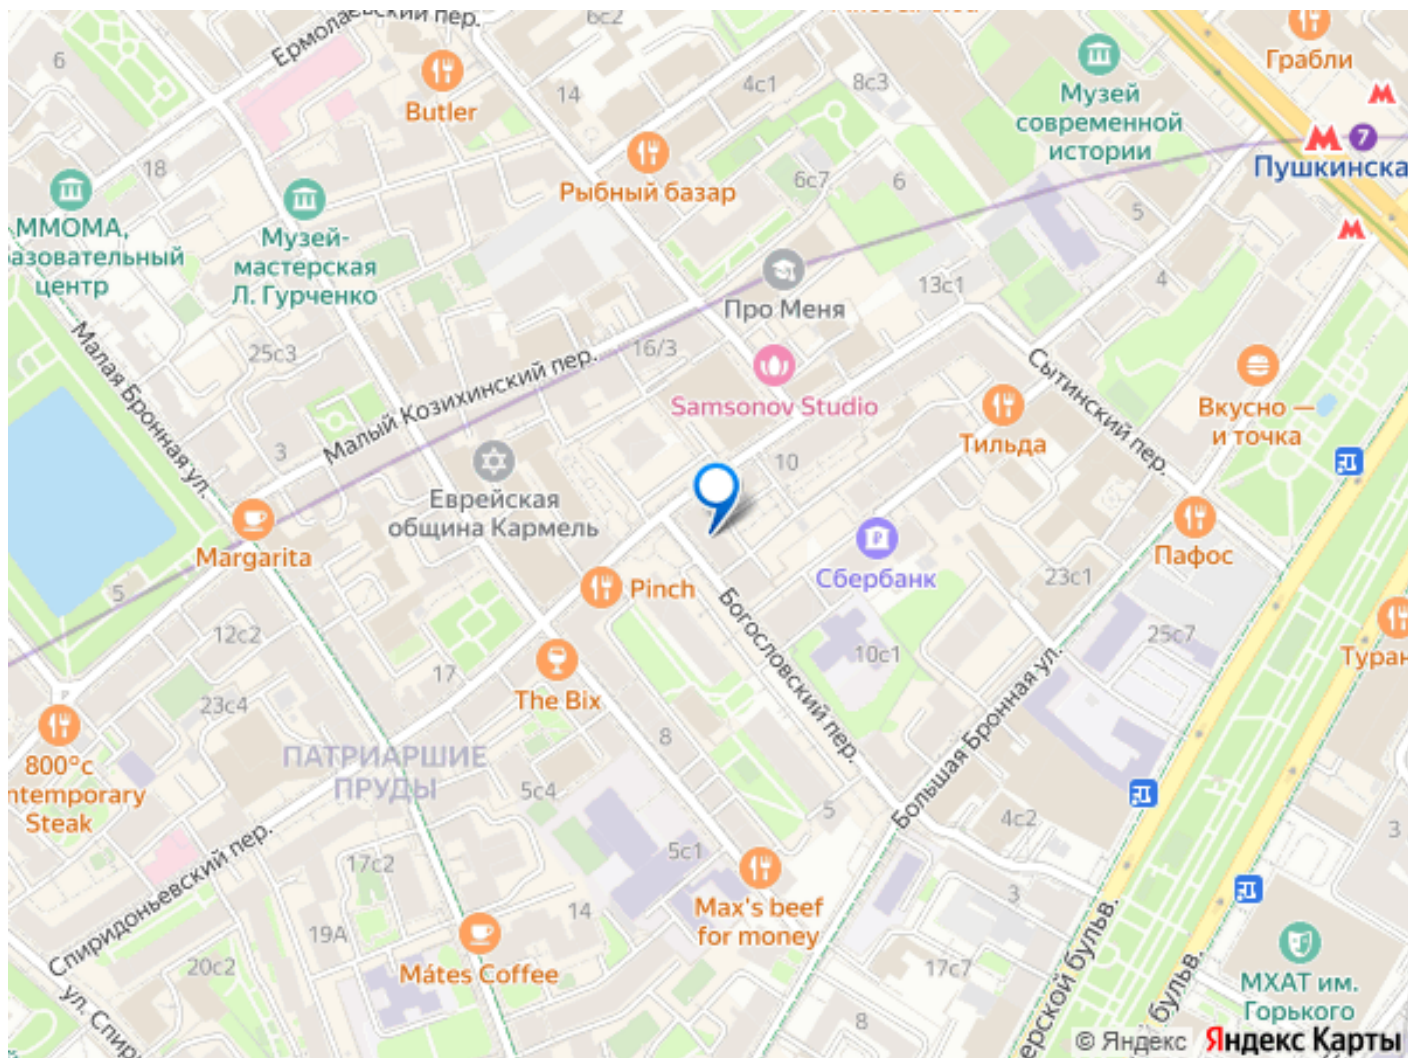 Ермолаевский пер.
6с2
Грабли
6
Butler
14
4с1
8с3
Музей
современной
истории
7
Пушкинска
18
Рыбный базар
6с7
6
5
ММОМА,
разовательный
центр
Музей-
мастерская
Л. Гурченко
Про Меня
13с1
4
Малая Бронная ул.
25с3
Малый Козихинский пер.
16/3
Samsonov Studio
Сытинский пер.
Тильда
Вкусно —
и точка
3
Еврейская
община Кармель
10
Margarita
Сбербанк
Пафос
5
Pinch
23с1
12с2
Богословский пер.
10с1
25с7
Туран
17
The Bix
23с4
8
Большая Бронная ул.
ПАТРИАРШИЕ
ПРУДЫ
800°с
ntemporary
Steak
5с4
5
4с2
3
Спиридоньевский пер.
17с2
5с1
Max's beef
for money
3
14
19А
Mátes Coffee
20с2
17с7
МХАТ им.
Горького
ул. Спир
8
ерской бульв.
бульв.
© Яндекс Яндекс Карты